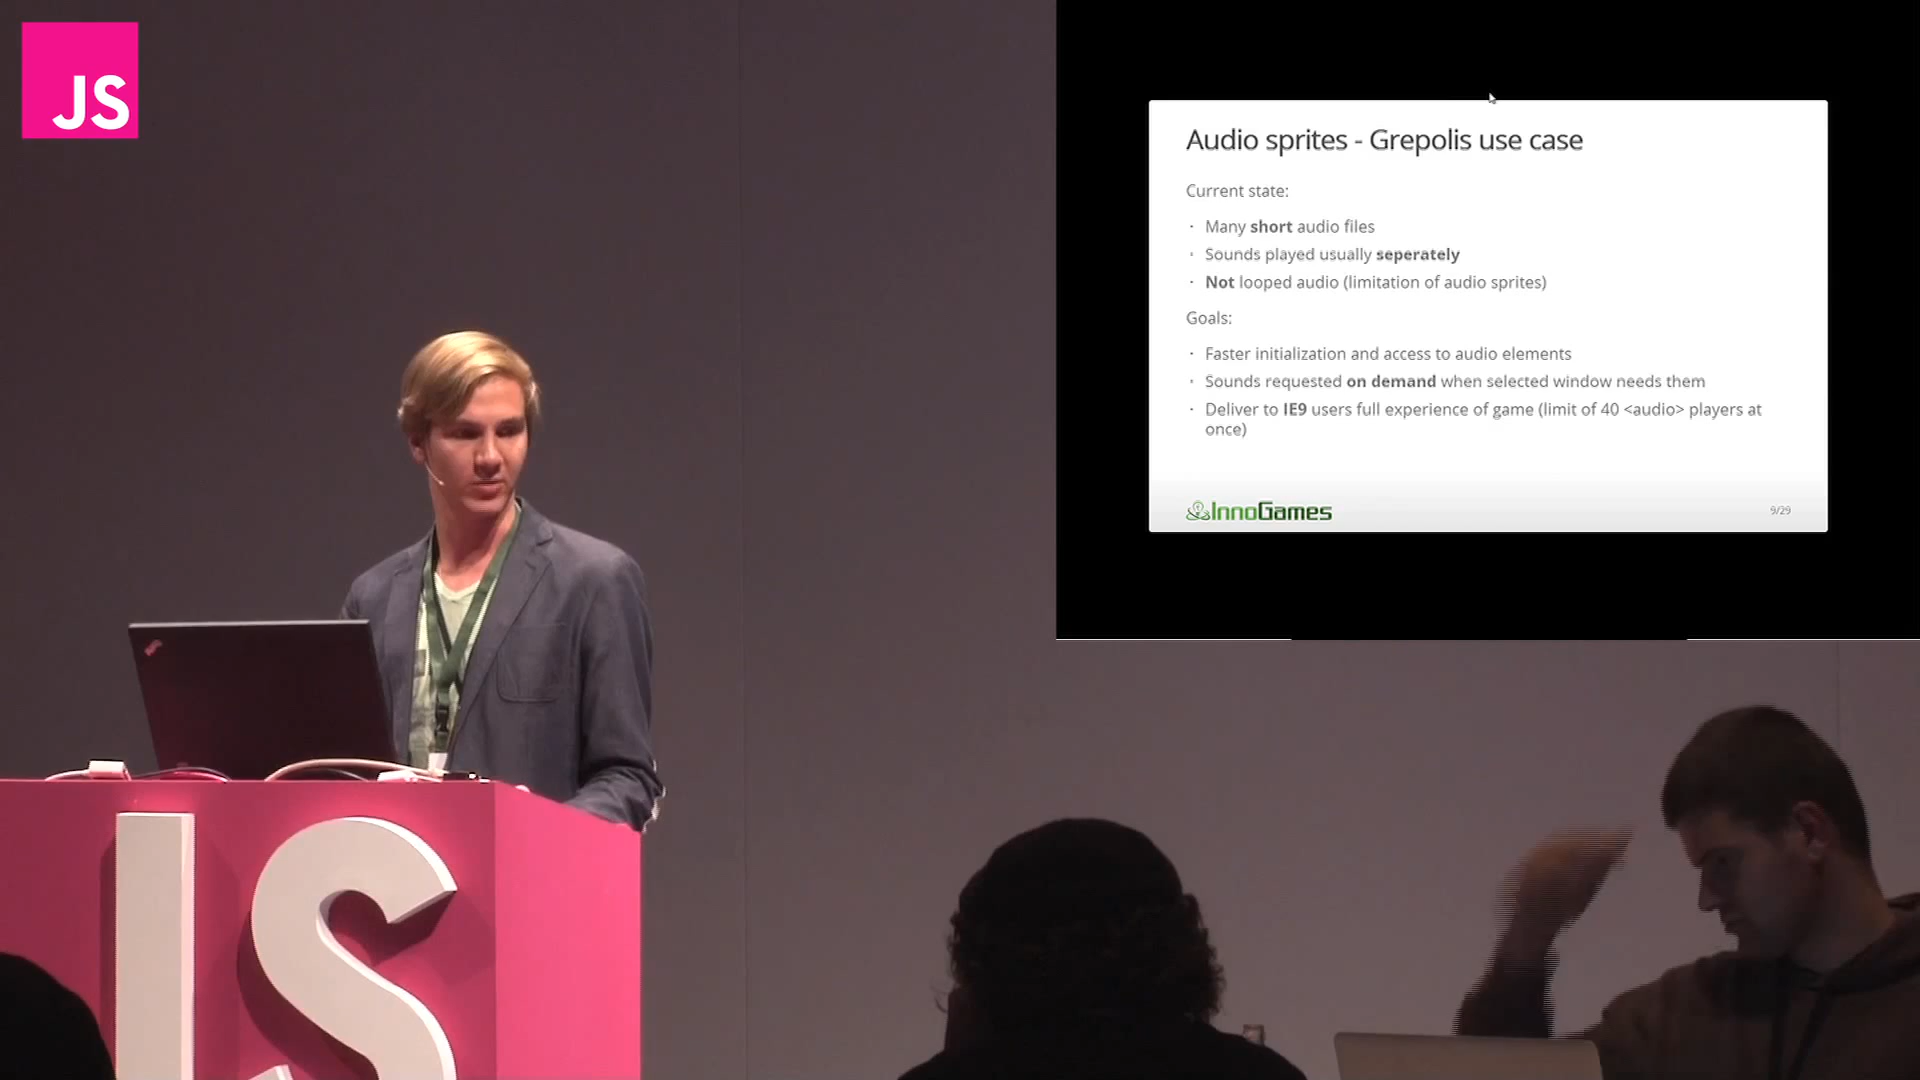 JS
Audio sprites - Grepolis use case
Current state:
· Many short audio files
· Sounds played usually seperately
· Not looped audio (limitation of audio sprites)
Goals:
· Faster initialization and access to audio elements
· Sounds requested on demand when selected window needs them
· Deliver to IE9 users full experience of game (limit of 40 <audio> players at
once)
InnoGames
9/29
JS